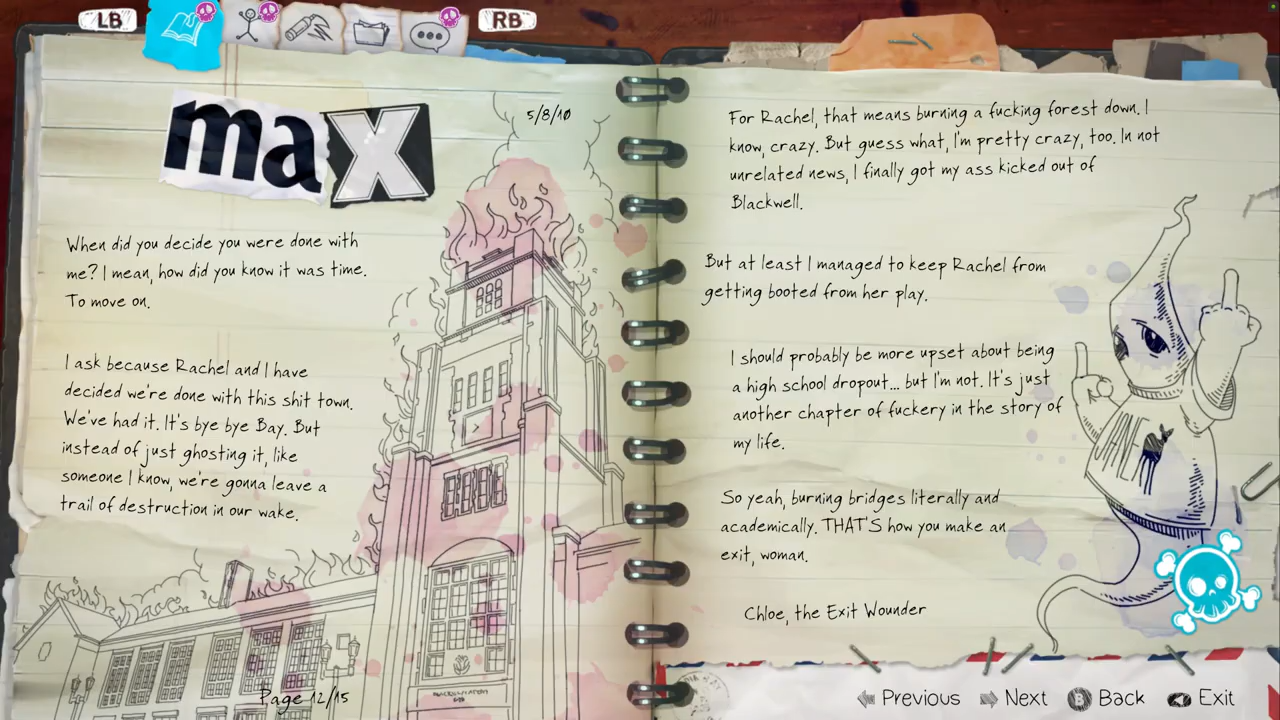 LB
RB
max
5/8/10
When did you decide you were done with
me? I mean, how did you know it was time.
To move on.
I ask because Rachel and I have
decided we're done with this shit town.
We've had it. It's bye bye Bay. But
instead of just ghosting it, like
someone I know, we're gonna leave a
trail of destruction in our wake.
Page 12/15
For Rachel, that means burning a fucking forest down. I
know, crazy. But guess what, I'm pretty crazy, too. In not
unrelated news, I finally got my ass kicked out of
Blackwell.
But at least I managed to keep Rachel from
getting booted from her play.
I should probably be more upset about being
a high school dropout... but I'm not. It's just
another chapter of fuckery in the story of
my life.
So yeah, burning bridges literally and
academically. THAT'S how you make an
exit, woman.
Chloe, the Exit Wounder
JANE
Previous
Next
B Back
Exit